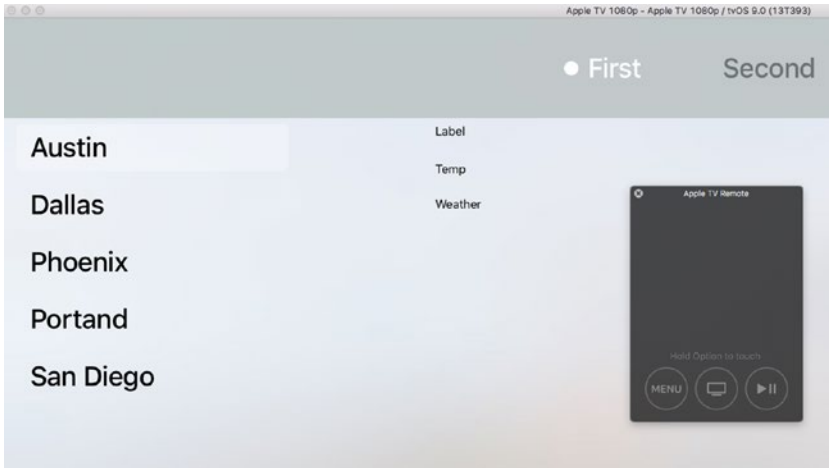 Apple TV 1080p - Apple TV 1080p / tvOS 9.0 (13T393)
First Second
Austin
Dallas
Phoenix
Portand
San Diego
Label
Temp
Weather
Apple TV Remote
Hold Option to touch
MENU